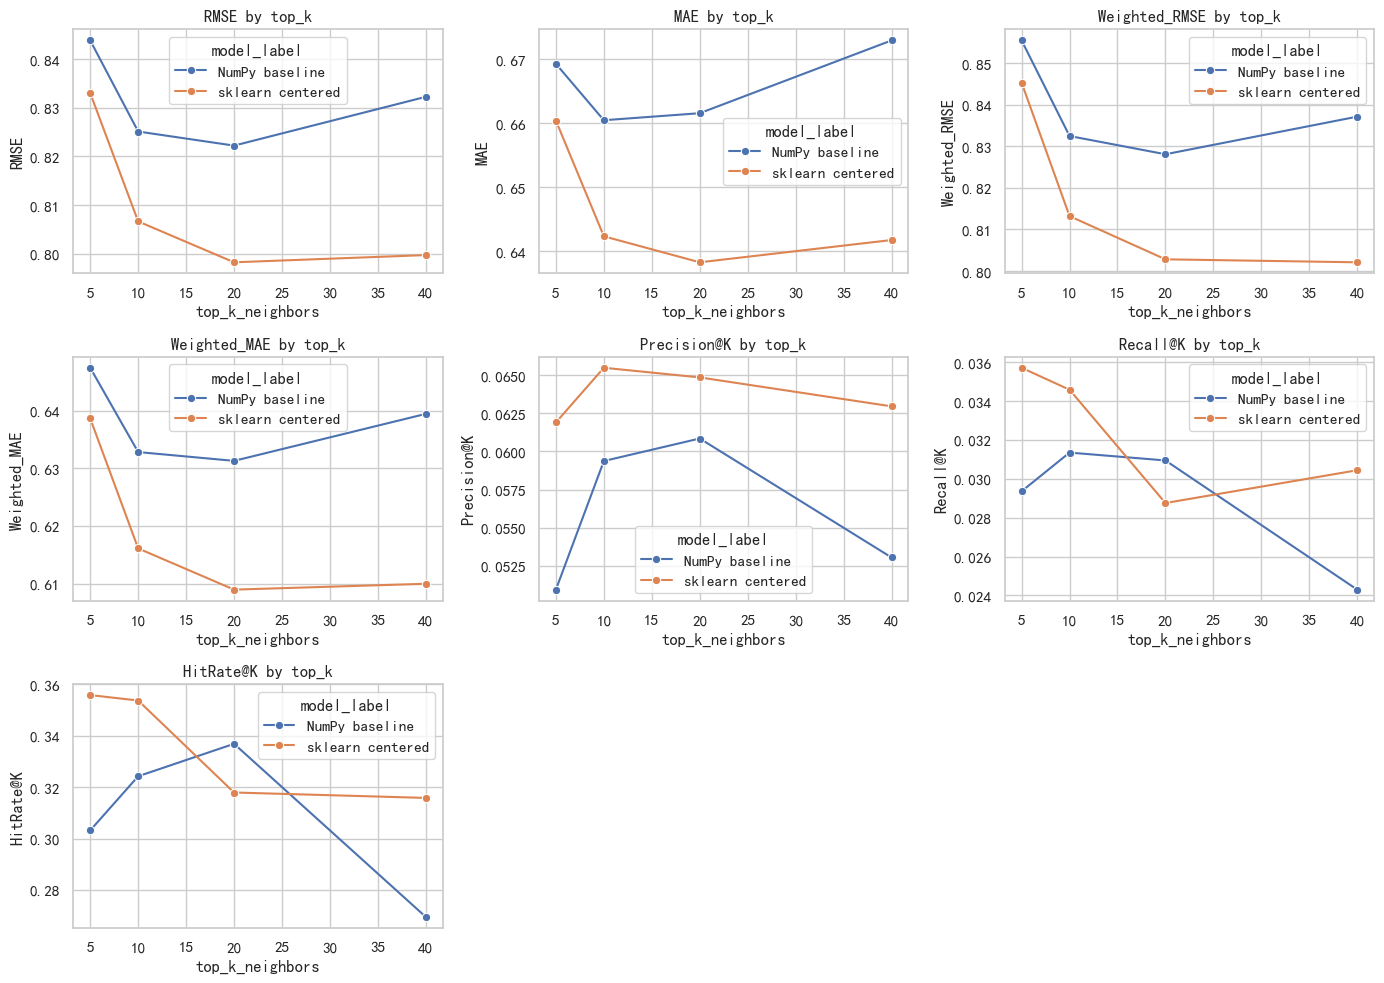 RMSE by top_k
model_label
NumPy baseline
sklearn centered
RMSE
0.84
0.83
0.82
0.81
0.80
5 10 15 20 25 30 35 40
top_k_neighbors
MAE by top_k
model_label
NumPy baseline
sklearn centered
MAE
0.67
0.66
0.65
0.64
5 10 15 20 25 30 35 40
top_k_neighbors
Weighted_RMSE by top_k
model_label
NumPy baseline
sklearn centered
Weighted_RMSE
0.85
0.84
0.83
0.82
0.81
0.80
5 10 15 20 25 30 35 40
top_k_neighbors
Weighted_MAE by top_k
model_label
NumPy baseline
sklearn centered
Weighted_MAE
0.64
0.63
0.62
0.61
5 10 15 20 25 30 35 40
top_k_neighbors
Precision@K by top_k
model_label
NumPy baseline
sklearn centered
Precision@K
0.0650
0.0625
0.0600
0.0575
0.0550
0.0525
5 10 15 20 25 30 35 40
top_k_neighbors
Recall@K by top_k
model_label
NumPy baseline
sklearn centered
Recall@K
0.036
0.034
0.032
0.030
0.028
0.026
0.024
5 10 15 20 25 30 35 40
top_k_neighbors
HitRate@K by top_k
model_label
NumPy baseline
sklearn centered
HitRate@K
0.36
0.34
0.32
0.30
0.28
5 10 15 20 25 30 35 40
top_k_neighbors